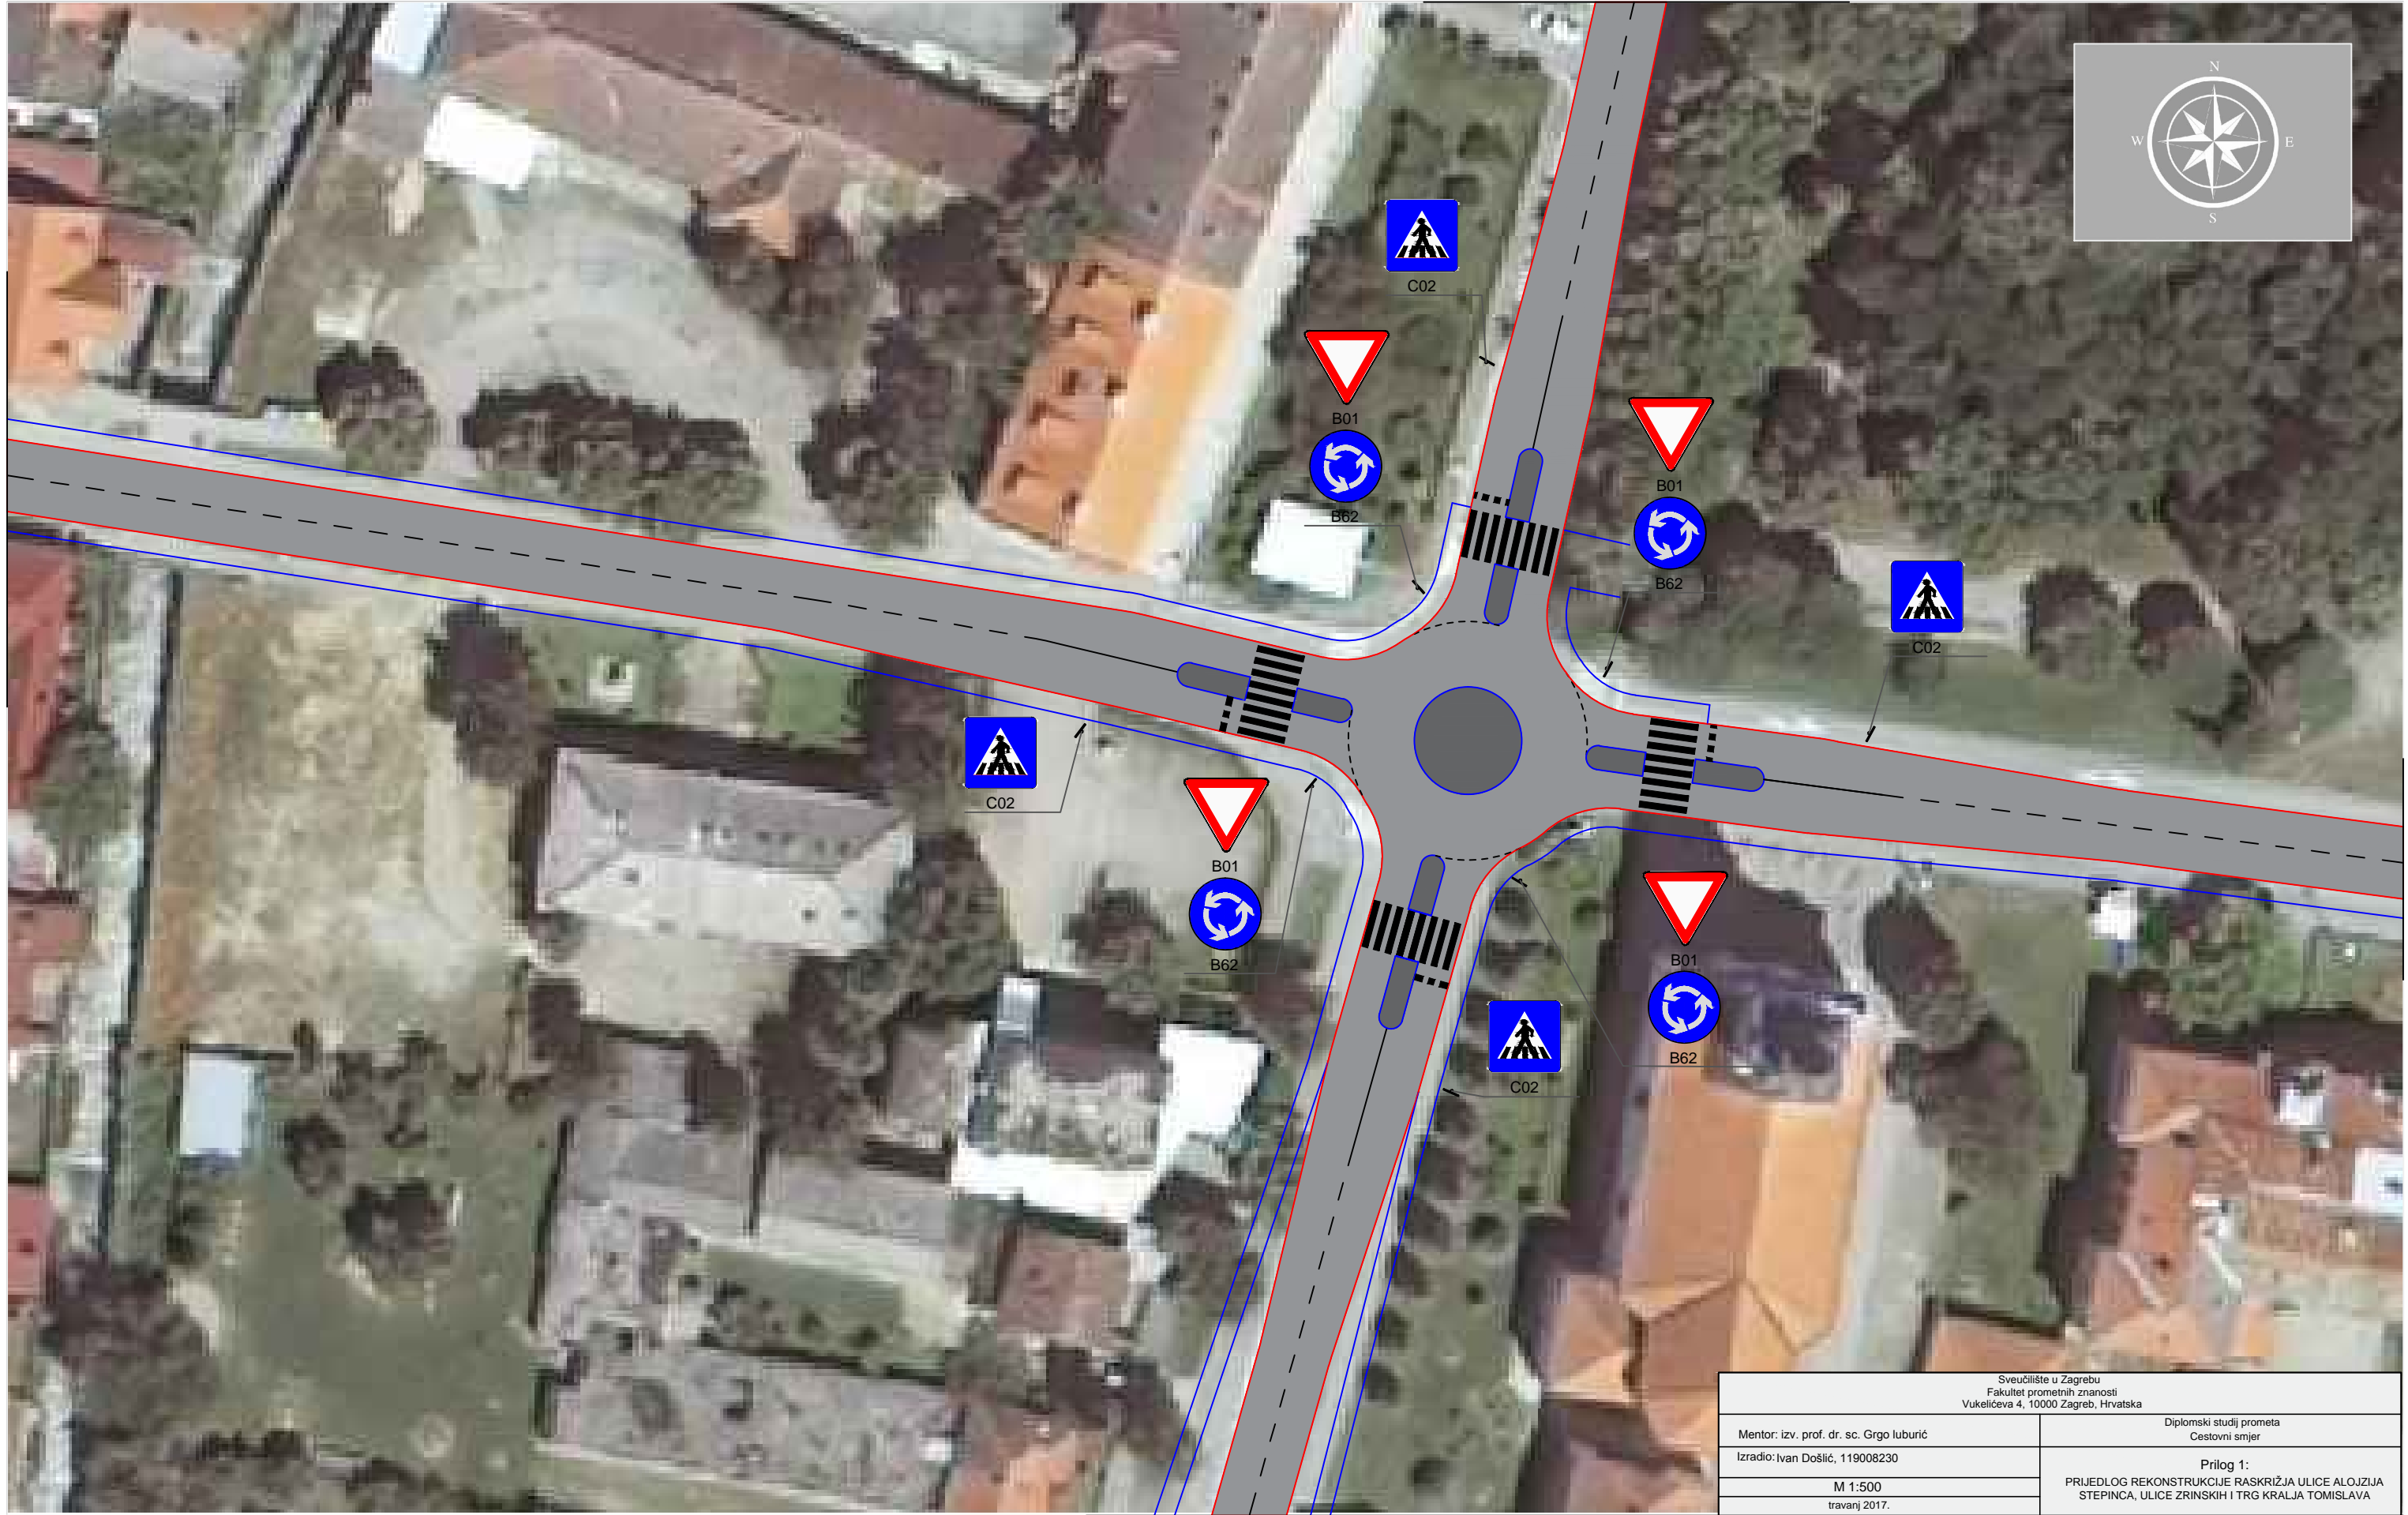 N
W
E
S
C02
B01
B62
B01
B62
C02
C02
B01
B62
B01
B62
C02
Sveučilište u Zagrebu
Fakultet prometnih znanosti
Vukelićeva 4, 10000 Zagreb, Hrvatska
Mentor: izv. prof. dr. sc. Grgo luburić
Izradio: Ivan Došlić, 119008230
M 1:500
travanj 2017.
Diplomski studij prometa
Cestovni smjer
Prilog 1:
PRIJEDLOG REKONSTRUKCIJE RASKRIŽJA ULICE ALOJZIJA
STEPINCA, ULICE ZRINSKIH I TRG KRALJA TOMISLAVA